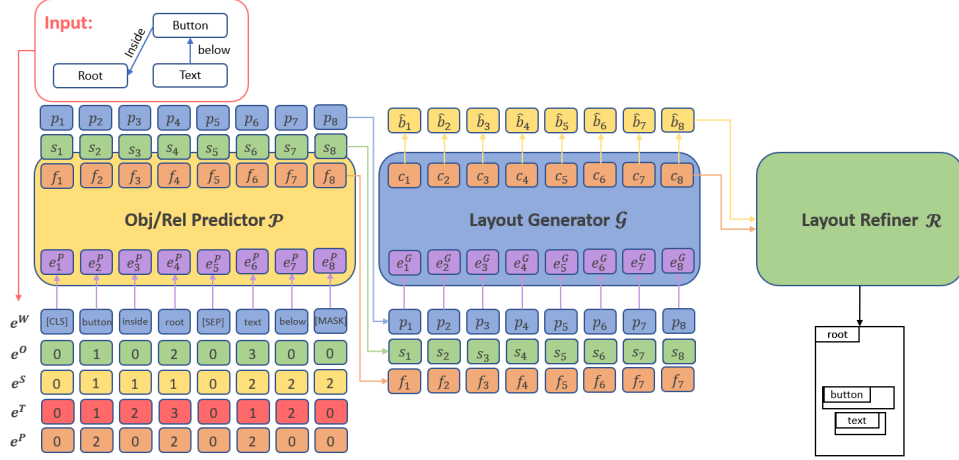 Input:
Button
Inside
below
Root
Text
p₁ p₂ p₃ p₄ p₅ p₆ p₇ p₈
s₁ s₂ s₃ s₄ s₅ s₆ s₇ s₈
f₁ f₂ f₃ f₄ f₅ f₆ f₇ f₈
Obj/Rel Predictor 𝒫
e₁ᴾ e₂ᴾ e₃ᴾ e₄ᴾ e₅ᴾ e₆ᴾ e₇ᴾ e₈ᴾ
eᵂ [CLS] button inside root [SEP] text below [MASK]
eᴼ 0 1 0 2 0 3 0 0
eˢ 0 1 1 1 0 2 2 2
eᵀ 0 1 2 3 0 1 2 0
eᴾ 0 2 0 2 0 2 0 0
b̂₁ b̂₂ b̂₃ b̂₄ b̂₅ b̂₆ b̂₇ b̂₈
c₁ c₂ c₃ c₄ c₅ c₆ c₇ c₈
Layout Generator 𝒢
e₁ᴳ e₂ᴳ e₃ᴳ e₄ᴳ e₅ᴳ e₆ᴳ e₇ᴳ e₈ᴳ
p₁ p₂ p₃ p₄ p₅ p₆ p₇ p₈
s₁ s₂ s₃ s₄ s₅ s₆ s₇ s₈
f₁ f₂ f₃ f₄ f₅ f₆ f₇ f₇
Layout Refiner ℛ
root
button
text